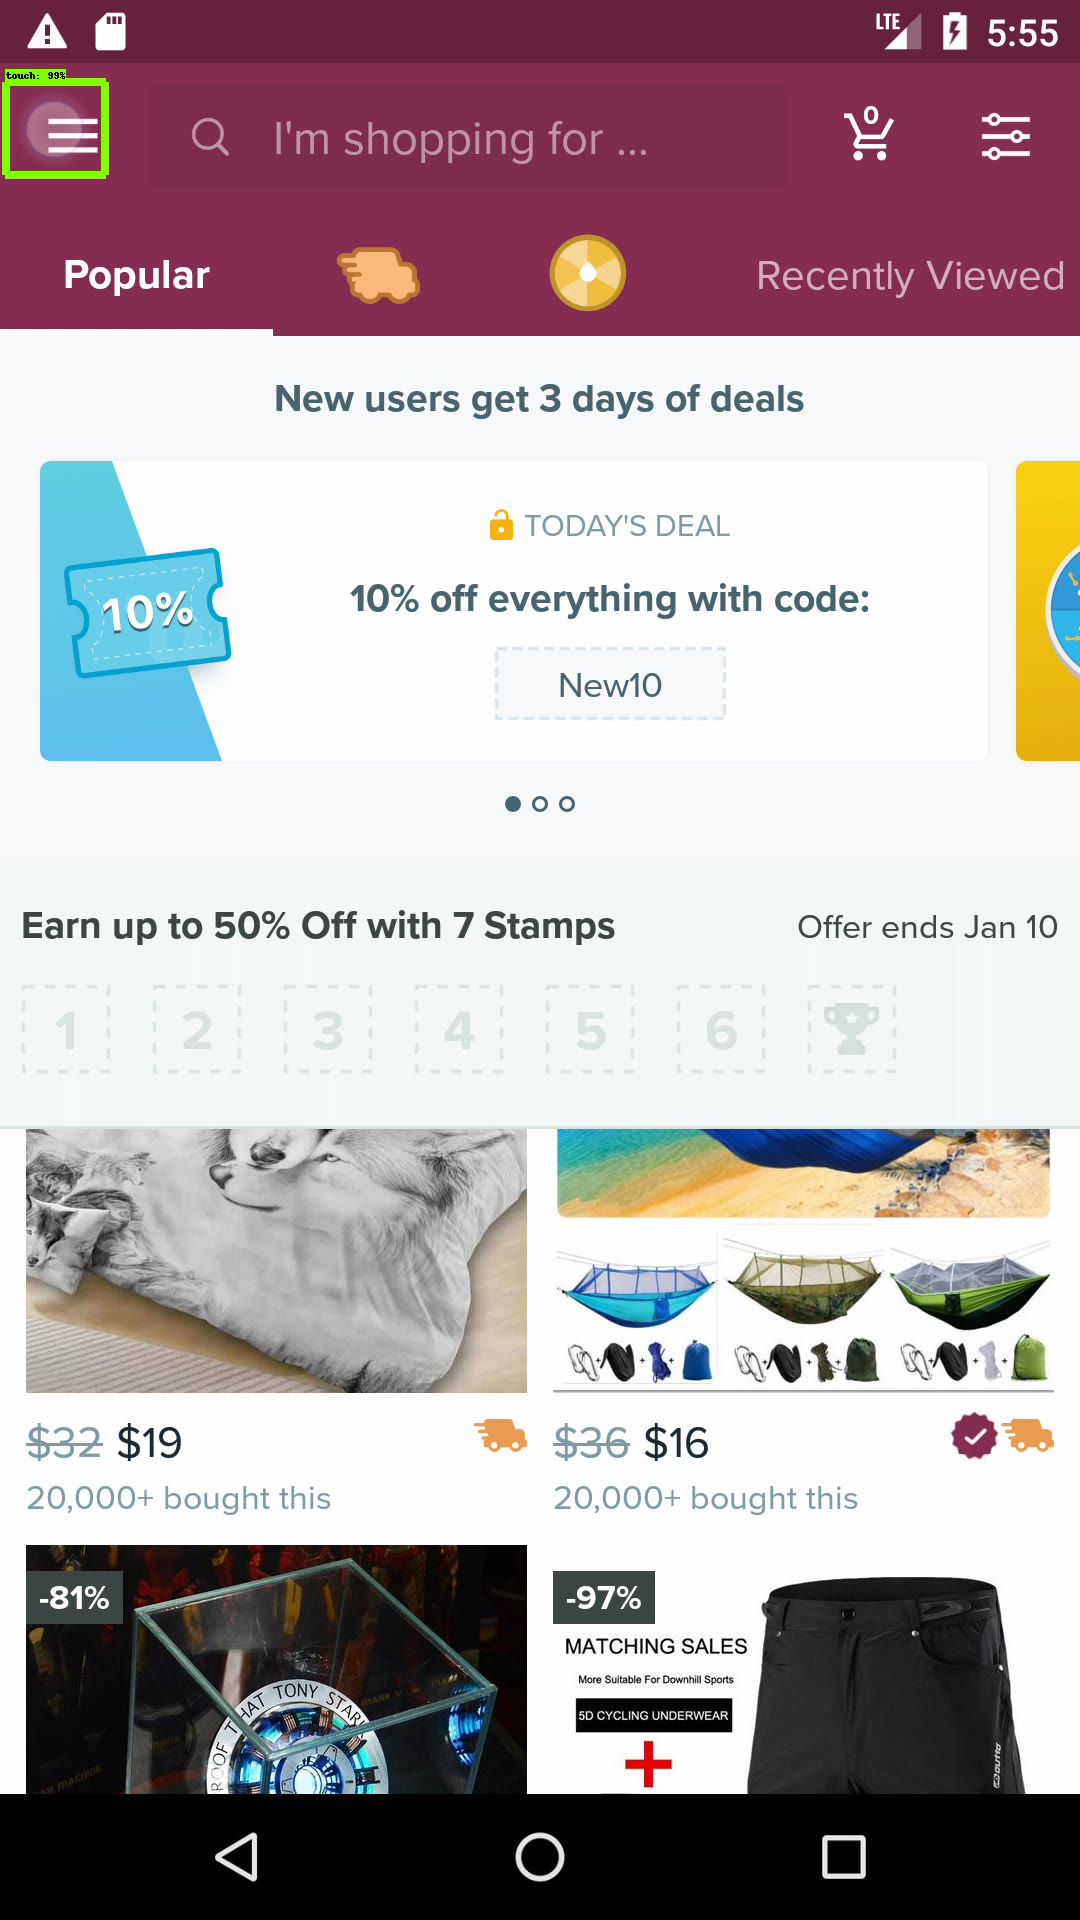 LTE 5:55
touch: 99%
I'm shopping for ...
0
Popular
Recently Viewed
New users get 3 days of deals
TODAY'S DEAL
10%
10% off everything with code:
New10
Earn up to 50% Off with 7 Stamps
Offer ends Jan 10
1 2 3 4 5 6
$32 $19
20,000+ bought this
$36 $16
20,000+ bought this
-81%
THAT TONY STARK
-97%
MATCHING SALES
More Suitable For Downhill Sports
5D CYCLING UNDERWEAR